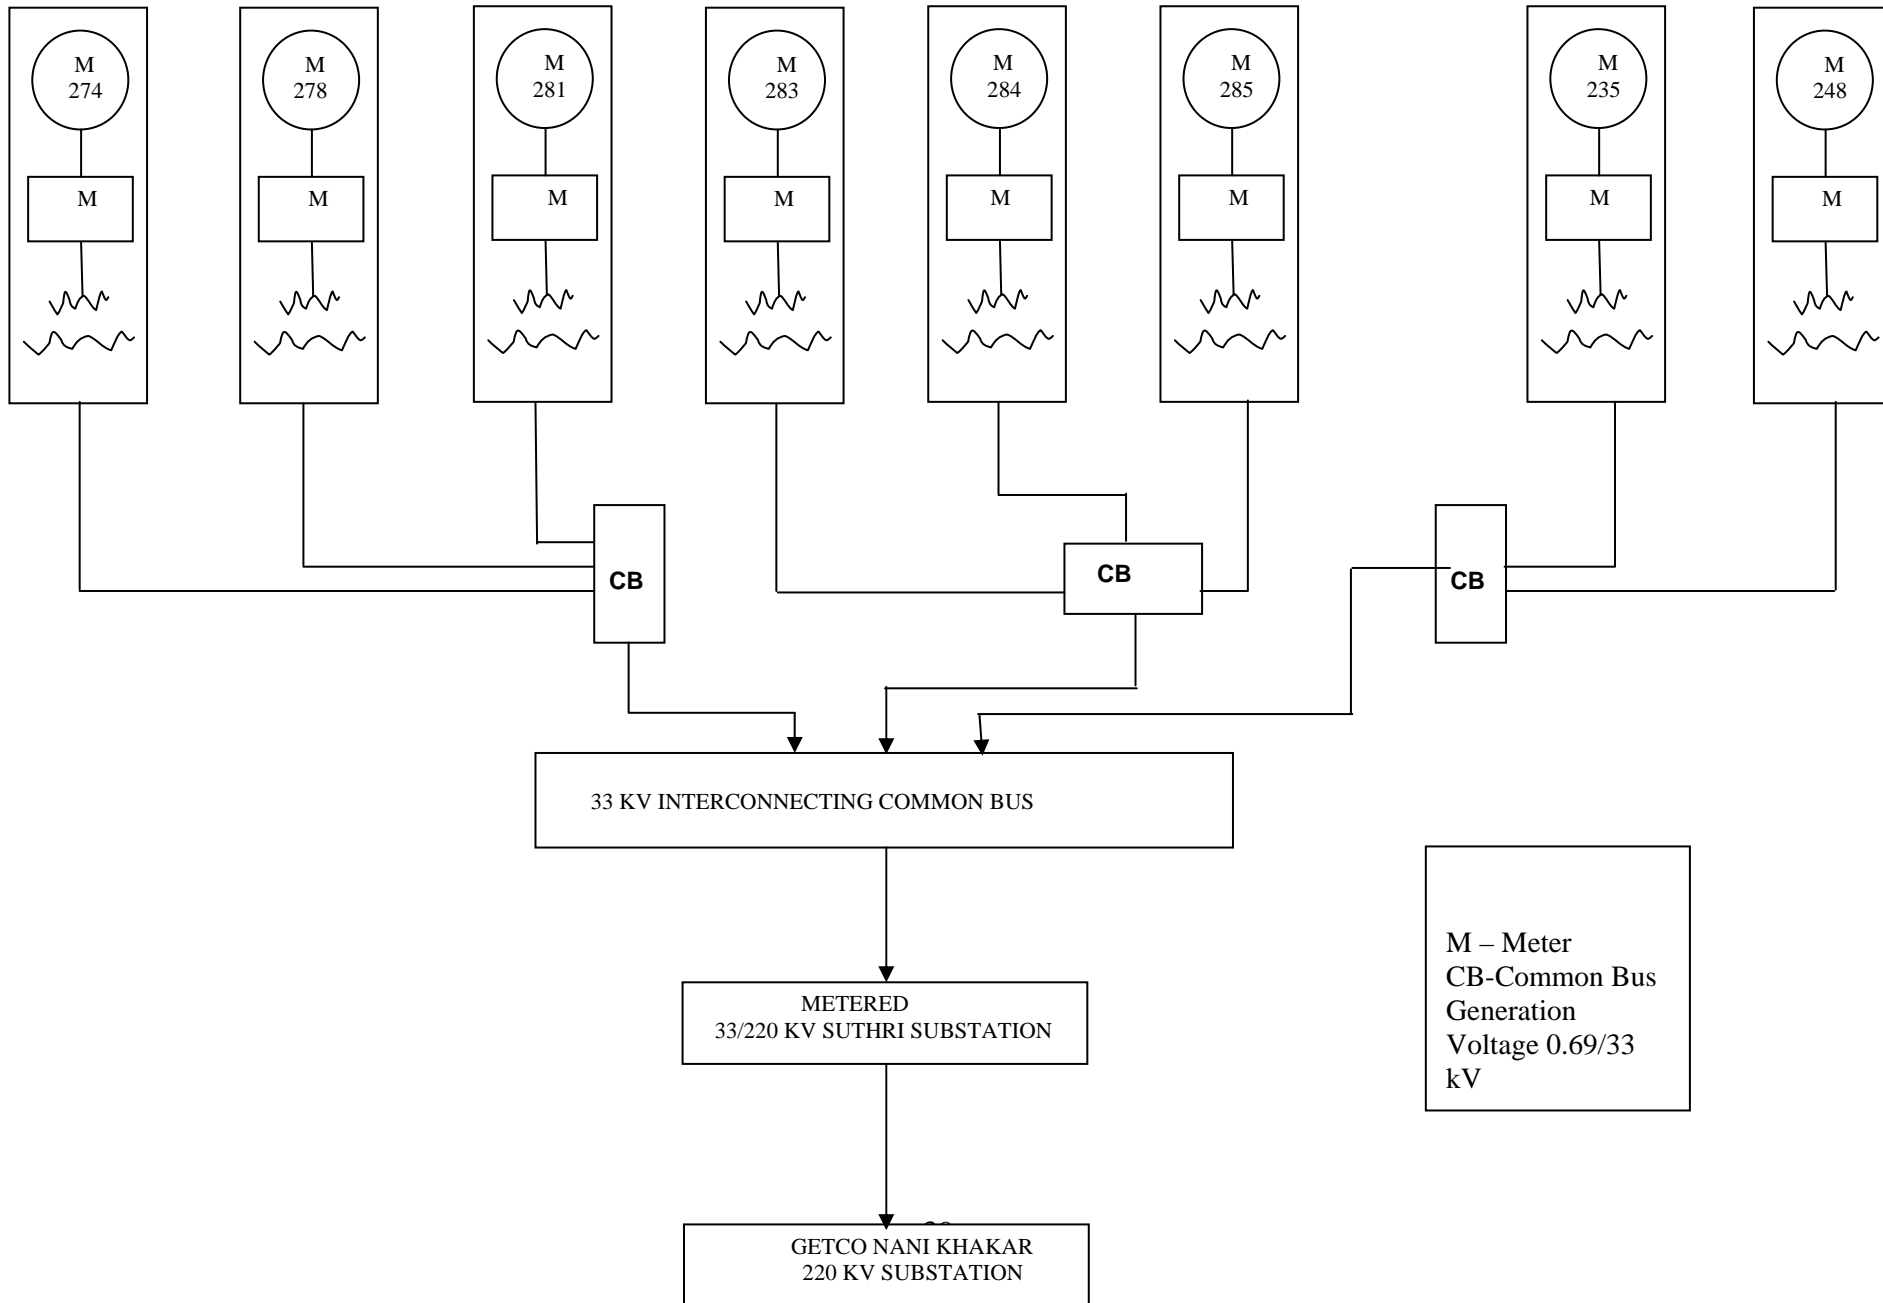 M
274
M
278
M
281
M
283
M
284
M
285
M
235
M
248
M
M
M
M
M
M
M
M
CB
CB
CB
33 KV INTERCONNECTING COMMON BUS
M – Meter
CB-Common Bus
Generation
Voltage 0.69/33
kV
METERED
33/220 KV SUTHRI SUBSTATION
GETCO NANI KHAKAR
220 KV SUBSTATION